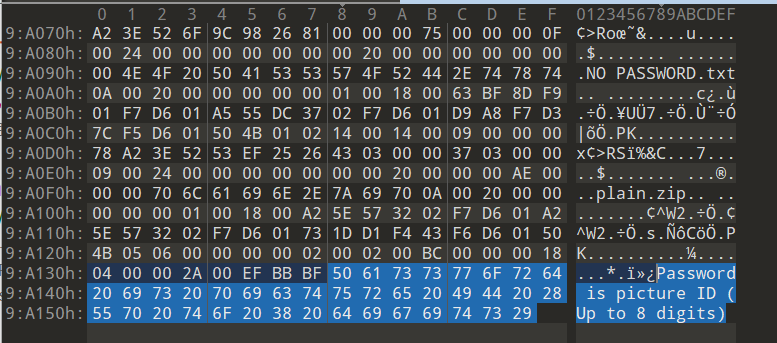 0 1 2 3 4 5 6 7 8 9 A B C D E F 0123456789ABCDEF
9:A070h: A2 3E 52 6F 9C 98 26 81 00 00 00 75 00 00 00 0F ¢>Roœ˜&....u....
9:A080h: 00 24 00 00 00 00 00 00 00 20 00 00 00 00 00 00 .$....... ......
9:A090h: 00 4E 4F 20 50 41 53 53 57 4F 52 44 2E 74 78 74 .NO PASSWORD.txt
9:A0A0h: 0A 00 20 00 00 00 00 00 01 00 18 00 63 BF 8D F9 .. .........c¿.ù
9:A0B0h: 01 F7 D6 01 A5 55 DC 37 02 F7 D6 01 D9 A8 F7 D3 .÷Ö.¥UÜ7.÷Ö.Ù¨÷Ó
9:A0C0h: 7C F5 D6 01 50 4B 01 02 14 00 14 00 09 00 00 00 |õÖ.PK..........
9:A0D0h: 78 A2 3E 52 53 EF 25 26 43 03 00 00 37 03 00 00 x¢>RSï%&C...7...
9:A0E0h: 09 00 24 00 00 00 00 00 00 00 20 00 00 00 AE 00 ..$....... ...®.
9:A0F0h: 00 00 70 6C 61 69 6E 2E 7A 69 70 0A 00 20 00 00 ..plain.zip.. ..
9:A100h: 00 00 00 01 00 18 00 A2 5E 57 32 02 F7 D6 01 A2 .......¢^W2.÷Ö.¢
9:A110h: 5E 57 32 02 F7 D6 01 73 1D D1 F4 43 F6 D6 01 50 ^W2.÷Ö.s.ÑôCöÖ.P
9:A120h: 4B 05 06 00 00 00 00 02 00 02 00 BC 00 00 00 18 K..........¼....
9:A130h: 04 00 00 2A 00 EF BB BF 50 61 73 73 77 6F 72 64 ...*.ï»¿Password
9:A140h: 20 69 73 20 70 69 63 74 75 72 65 20 49 44 20 28 is picture ID (
9:A150h: 55 70 20 74 6F 20 38 20 64 69 67 69 74 73 29 Up to 8 digits)